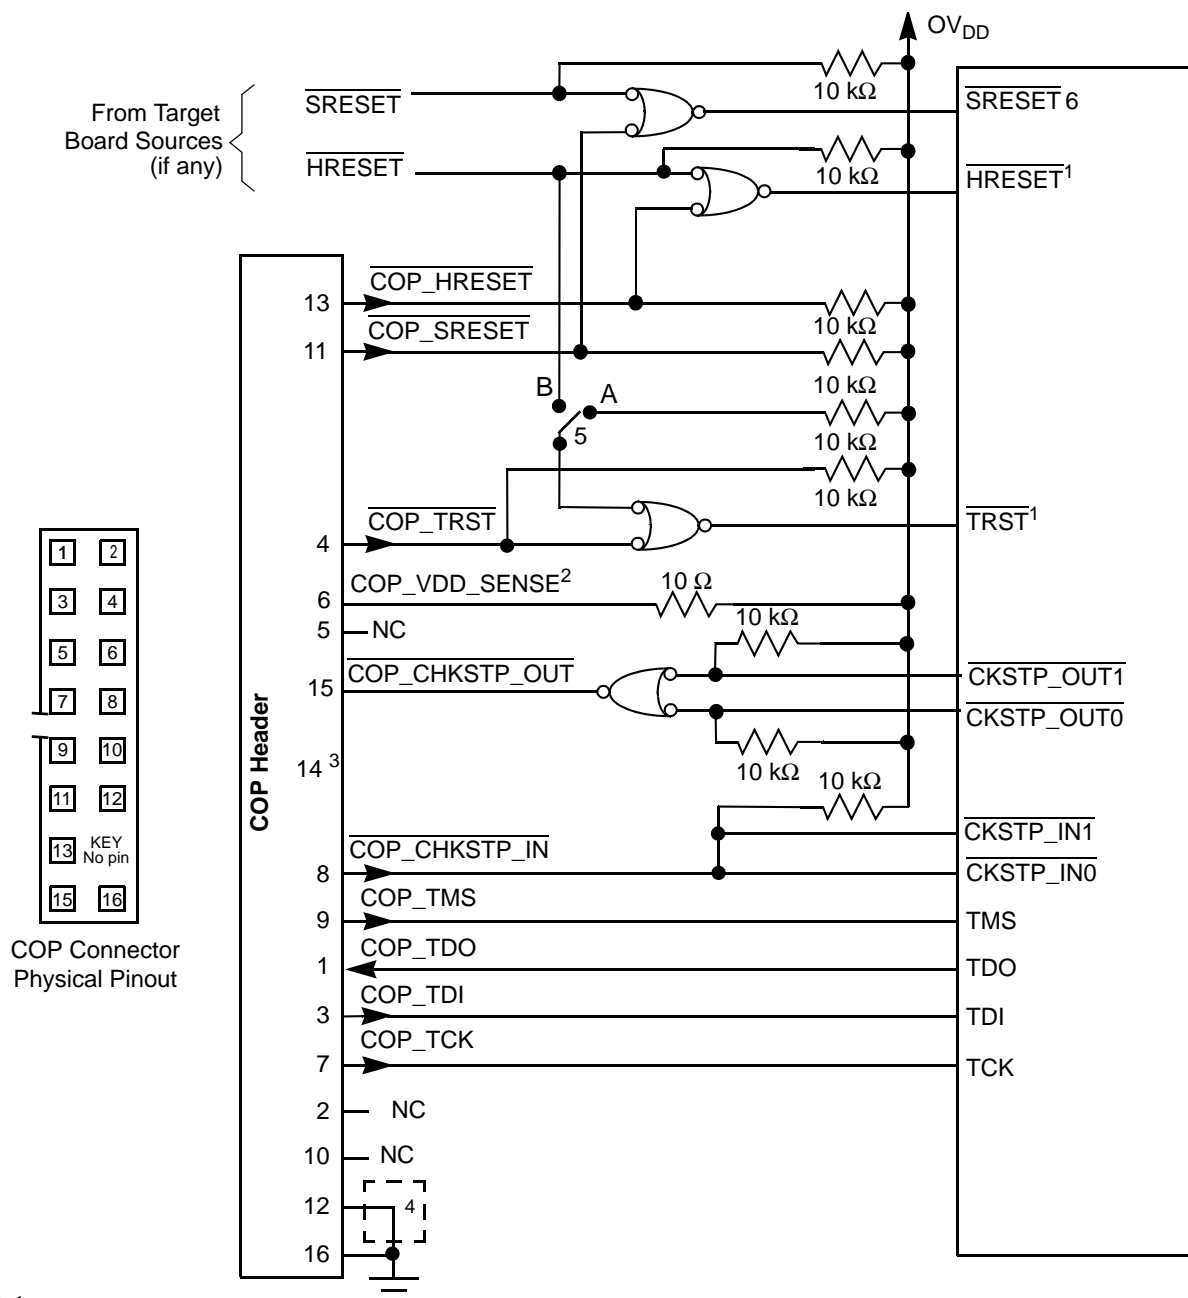 OVDD
10 kΩ
From Target
Board Sources
(if any)
SRESET
SRESET 6
HRESET
10 kΩ
HRESET1
13
COP_HRESET
10 kΩ
11
COP_SRESET
10 kΩ
B
A
5
10 kΩ
10 kΩ
4
COP_TRST
TRST1
6
COP_VDD_SENSE2
10 Ω
5
NC
10 kΩ
15
COP_CHKSTP_OUT
CKSTP_OUT1
CKSTP_OUT0
10 kΩ
14 3
COP Header
10 kΩ
CKSTP_IN1
8
COP_CHKSTP_IN
CKSTP_IN0
9
COP_TMS
TMS
1
COP_TDO
TDO
3
COP_TDI
TDI
7
COP_TCK
TCK
2
NC
10
NC
12
4
16
1 2
3 4
5 6
7 8
9 10
11 12
13 KEY
No pin
15 16
COP Connector
Physical Pinout